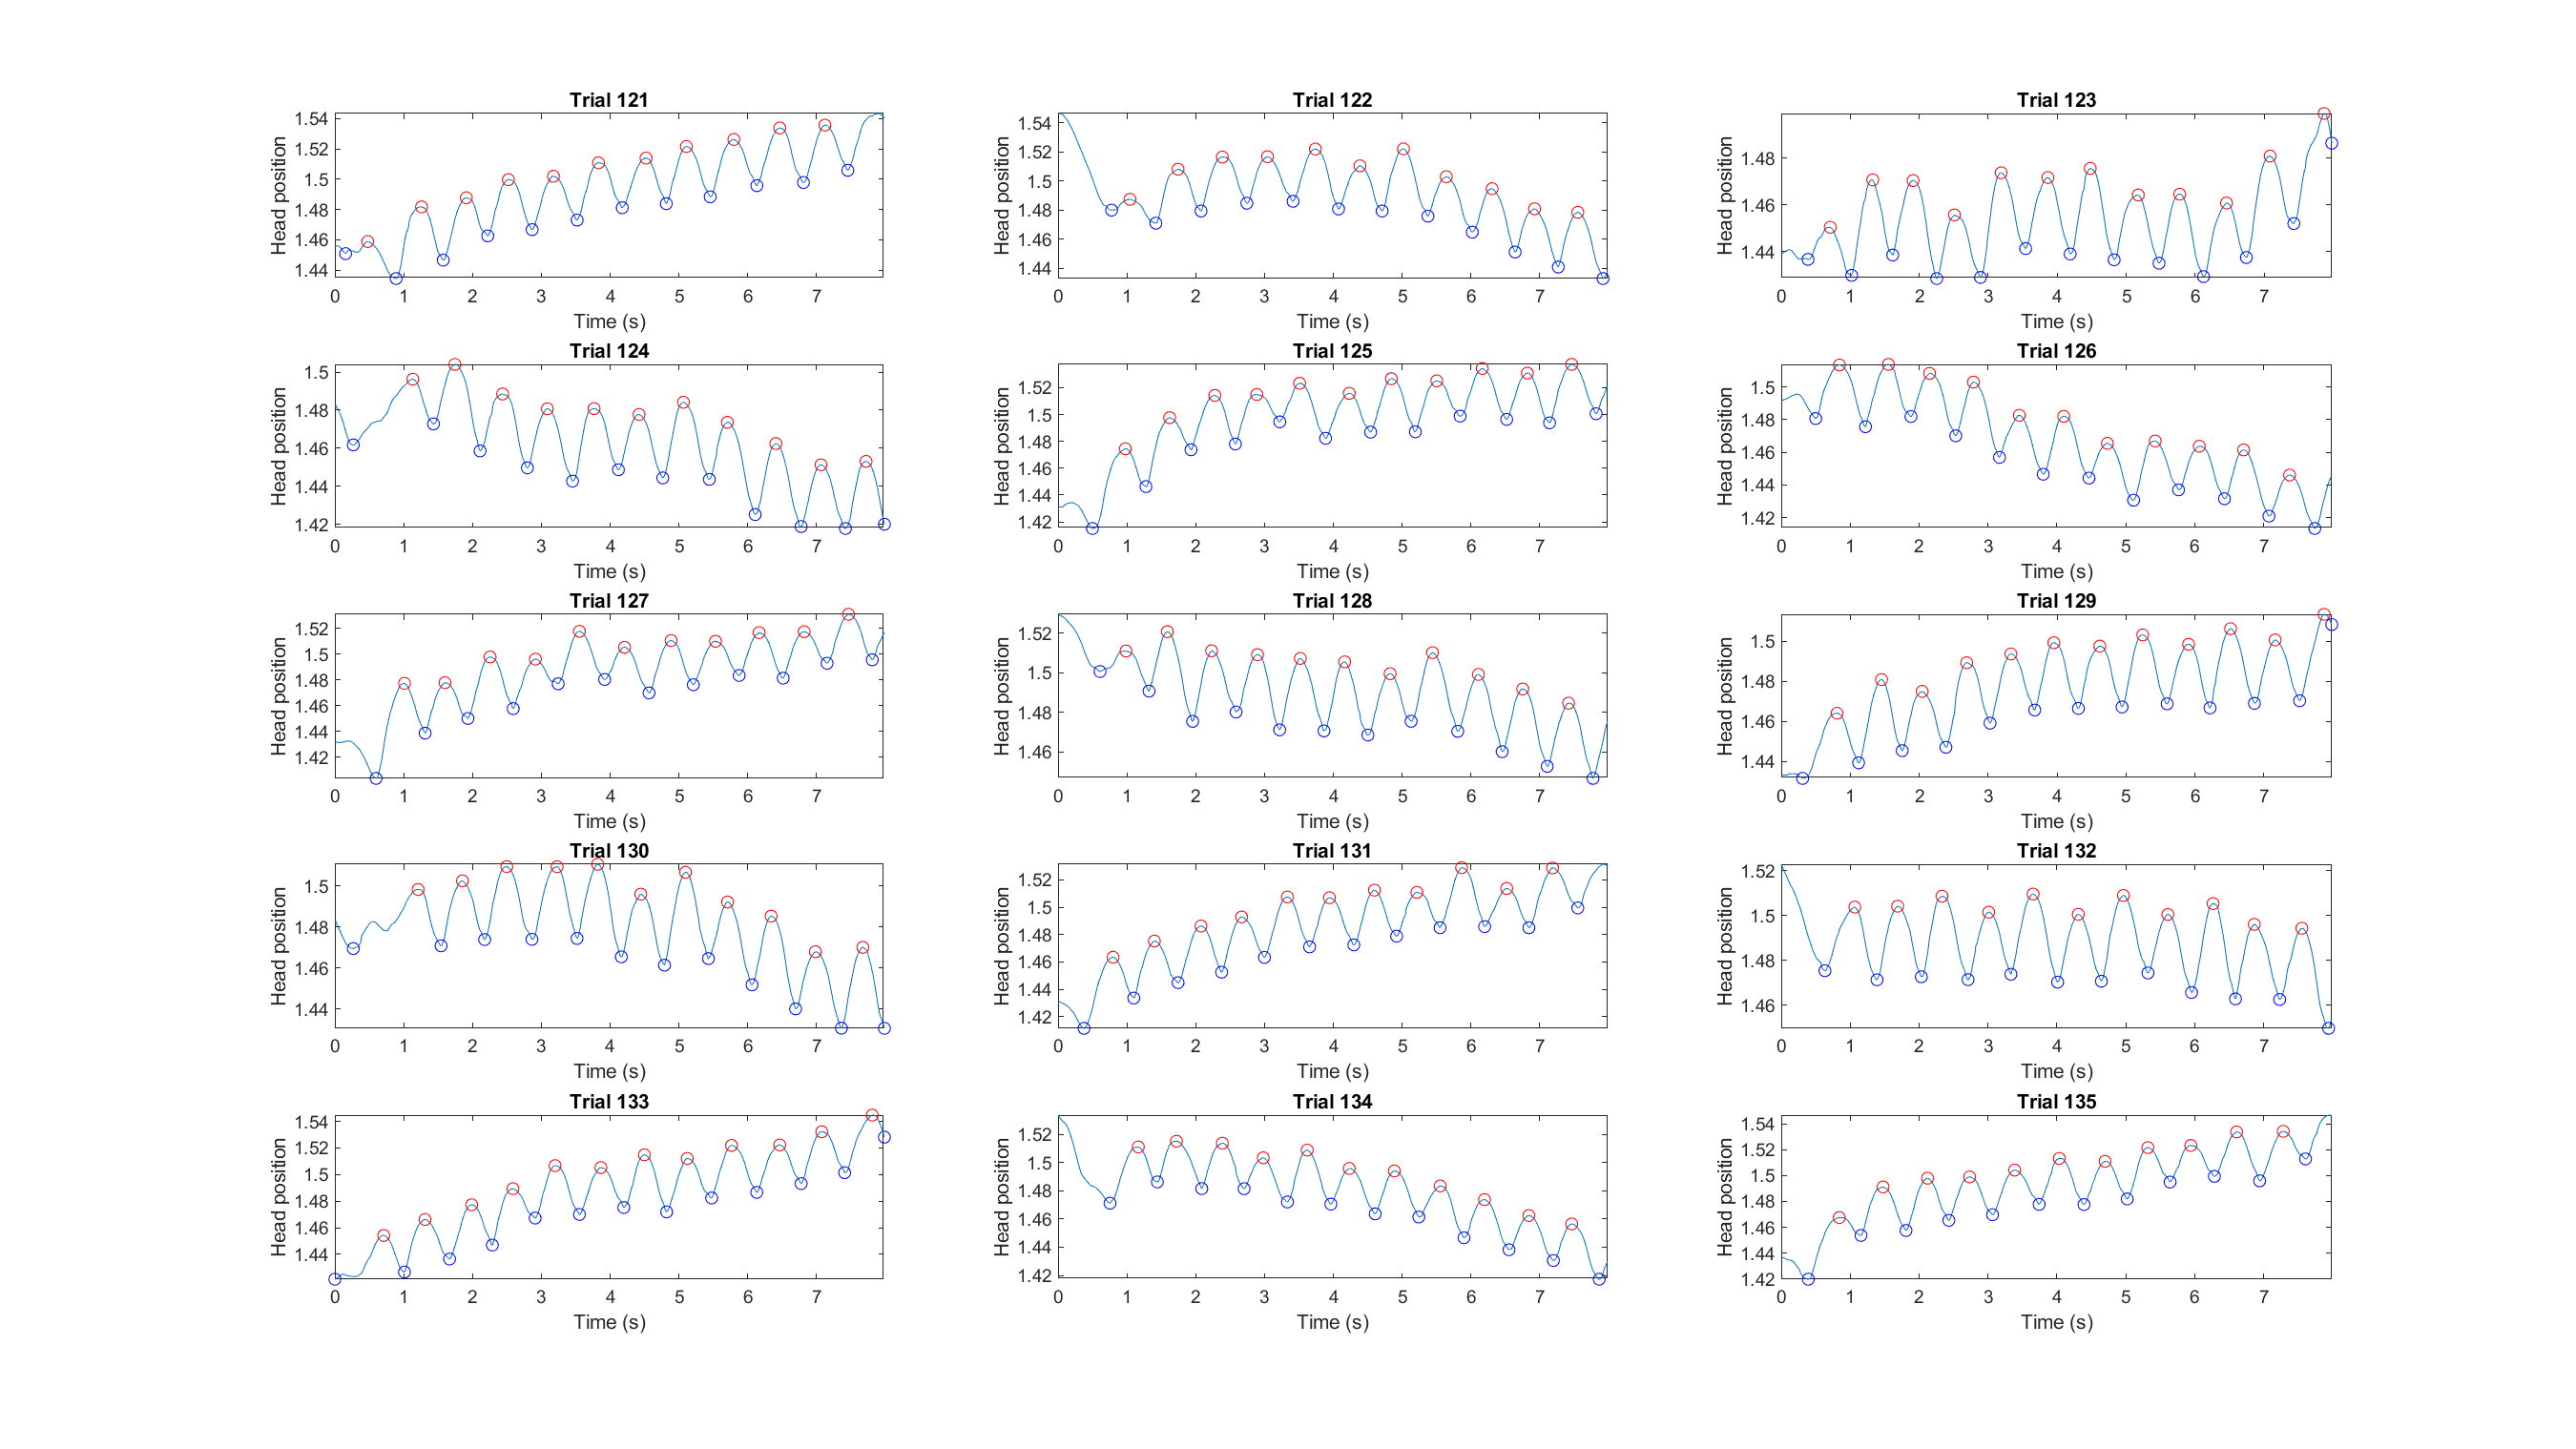 Trial 121
Head position
1.54
1.52
1.5
1.48
1.46
1.44
0 1 2 3 4 5 6 7
Time (s)
Trial 122
Head position
1.54
1.52
1.5
1.48
1.46
1.44
0 1 2 3 4 5 6 7
Time (s)
Trial 123
Head position
1.48
1.46
1.44
0 1 2 3 4 5 6 7
Time (s)
Trial 124
Head position
1.5
1.48
1.46
1.44
1.42
0 1 2 3 4 5 6 7
Time (s)
Trial 125
Head position
1.52
1.5
1.48
1.46
1.44
1.42
0 1 2 3 4 5 6 7
Time (s)
Trial 126
Head position
1.5
1.48
1.46
1.44
1.42
0 1 2 3 4 5 6 7
Time (s)
Trial 127
Head position
1.52
1.5
1.48
1.46
1.44
1.42
0 1 2 3 4 5 6 7
Time (s)
Trial 128
Head position
1.52
1.5
1.48
1.46
0 1 2 3 4 5 6 7
Time (s)
Trial 129
Head position
1.5
1.48
1.46
1.44
0 1 2 3 4 5 6 7
Time (s)
Trial 130
Head position
1.5
1.48
1.46
1.44
0 1 2 3 4 5 6 7
Time (s)
Trial 131
Head position
1.52
1.5
1.48
1.46
1.44
1.42
0 1 2 3 4 5 6 7
Time (s)
Trial 132
Head position
1.52
1.5
1.48
1.46
0 1 2 3 4 5 6 7
Time (s)
Trial 133
Head position
1.54
1.52
1.5
1.48
1.46
1.44
0 1 2 3 4 5 6 7
Time (s)
Trial 134
Head position
1.52
1.5
1.48
1.46
1.44
1.42
0 1 2 3 4 5 6 7
Time (s)
Trial 135
Head position
1.54
1.52
1.5
1.48
1.46
1.44
1.42
0 1 2 3 4 5 6 7
Time (s)